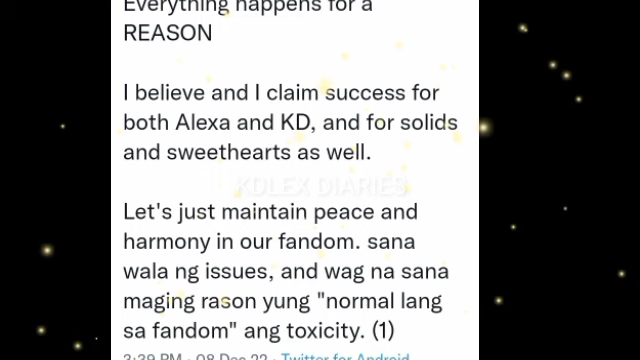 Everything happens for a
REASON
I believe and I claim success for
both Alexa and KD, and for solids
and sweethearts as well.
KDLEX DIARIES
Let's just maintain peace and
harmony in our fandom. sana
wala ng issues, and wag na sana
maging rason yung "normal lang
sa fandom" ang toxicity. (1)
3:39 PM · 08 Dec 22 · Twitter for Android